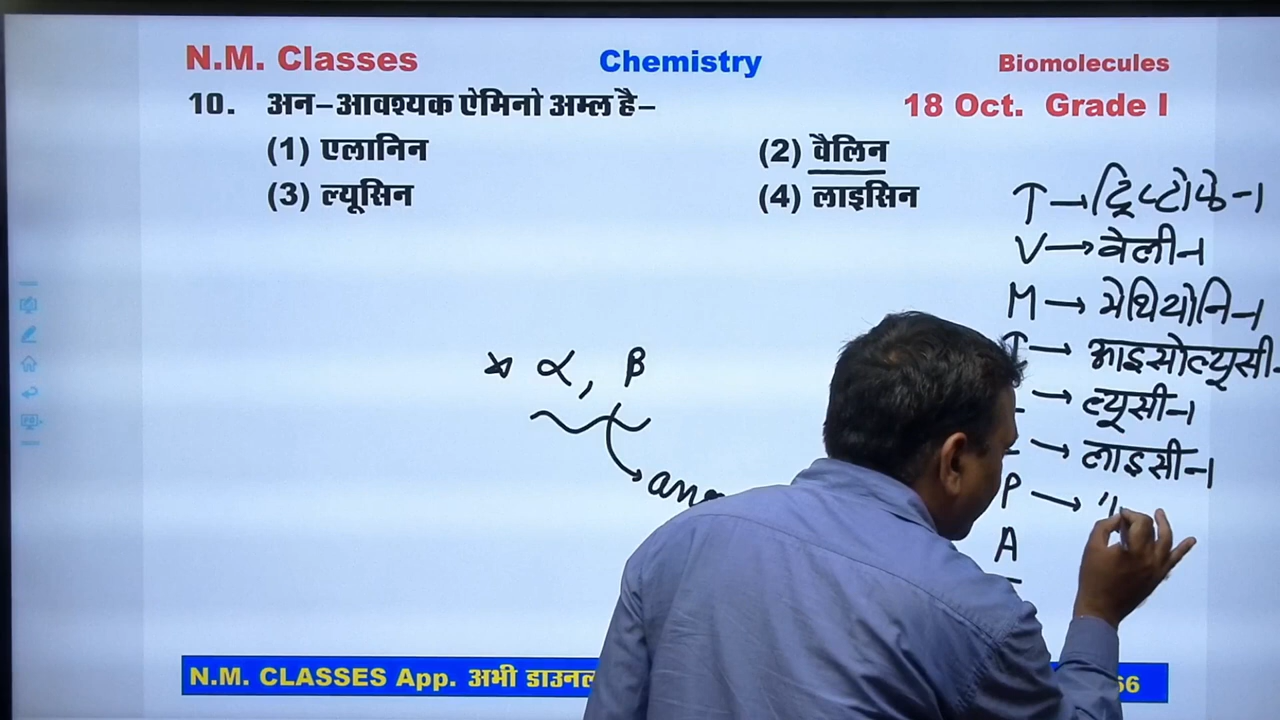 N.M. Classes Chemistry Biomolecules
10. अन-आवश्यक ऐमिनो अम्ल है- 18 Oct. Grade I
(1) एलानिन (2) वैलिन
(3) ल्यूसिन (4) लाइसिन
T → ट्रिप्टोफेन
V → वेलीन
M → मेथियोनिन
→ आइसोल्यूसी
→ ल्यूसीन
→ लाइसीन
P →
A
α, β
N.M. CLASSES App. अभी 66